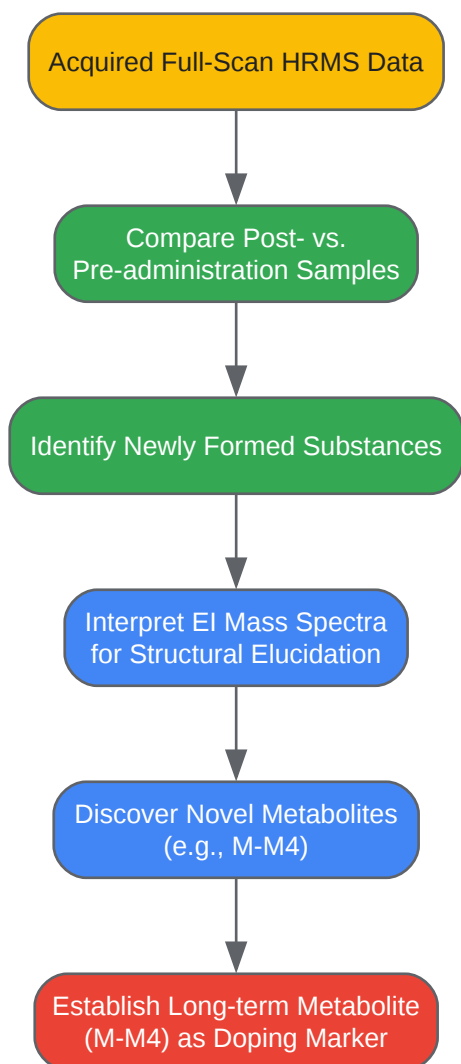 Acquired Full-Scan HRMS Data
Compare Post- vs.
Pre-administration Samples
Identify Newly Formed Substances
Interpret EI Mass Spectra
for Structural Elucidation
Discover Novel Metabolites
(e.g., M-M4)
Establish Long-term Metabolite
(M-M4) as Doping Marker